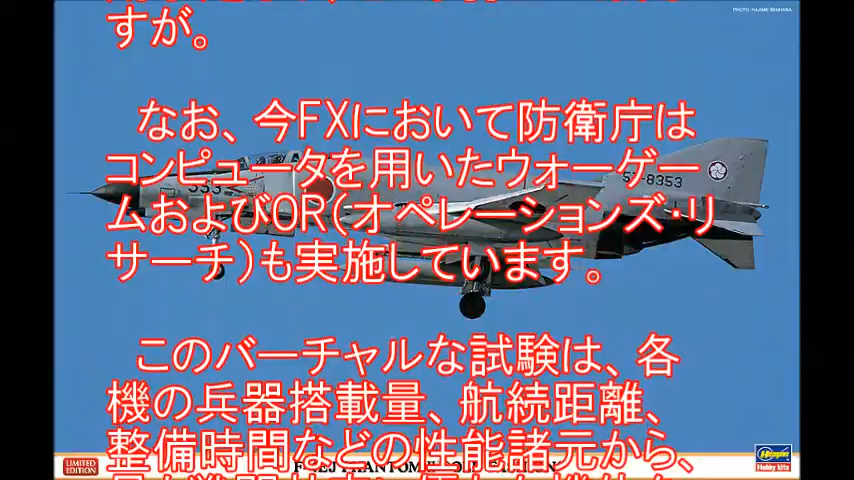 すが。
なお、今FXにおいて防衛庁は
コンピュータを用いたウォーゲー
ムおよびOR(オペレーションズ・リ
サーチ)も実施しています。
このバーチャルな試験は、各
機の兵器搭載量、航続距離、
整備時間などの性能諸元から、
57-8353
LIMITED
EDITION
Hasegawa
Hobby kits